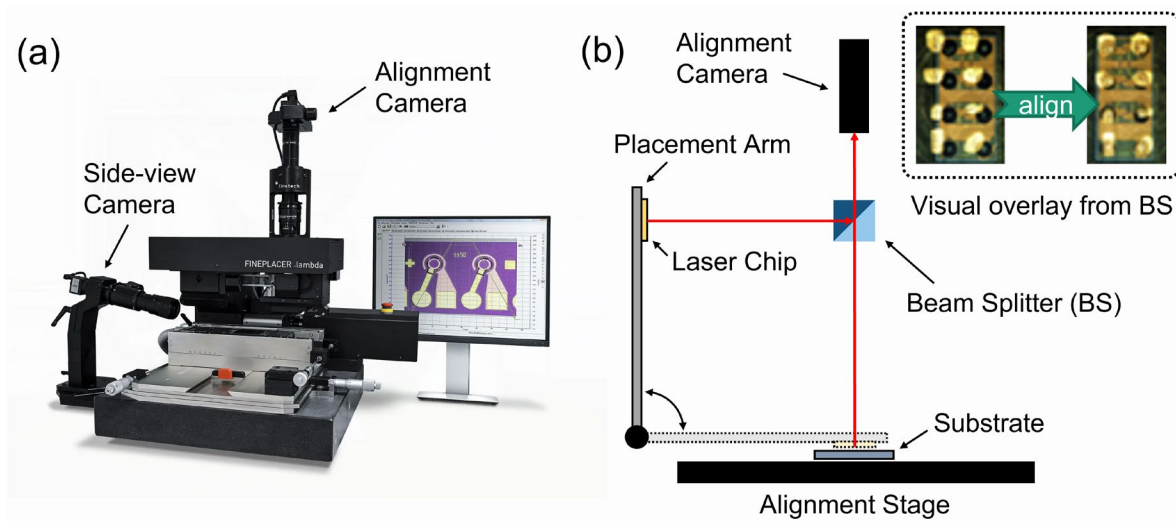 (a)
Alignment
Camera
Side-view
Camera
finetech
FINEPLACER lambda
(b)
Alignment
Camera
Placement Arm
Laser Chip
align
Visual overlay from BS
Beam Splitter (BS)
Substrate
Alignment Stage